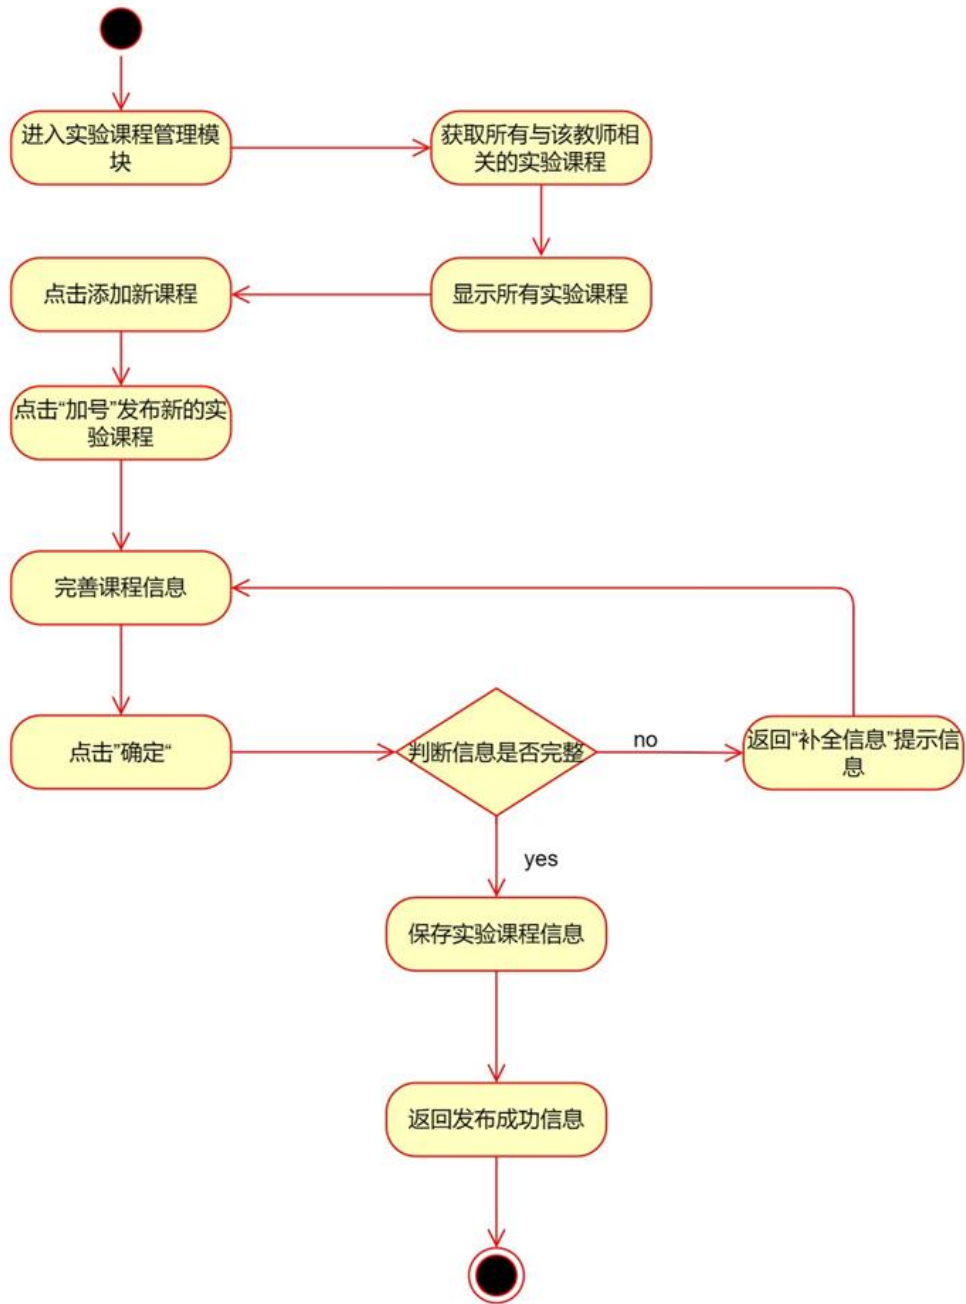 进入实验课程管理模
块
获取所有与该教师相
关的实验课程
点击添加新课程
显示所有实验课程
点击“加号”发布新的实
验课程
完善课程信息
点击”确定“
判断信息是否完整
no
返回“补全信息”提示信
息
yes
保存实验课程信息
返回发布成功信息